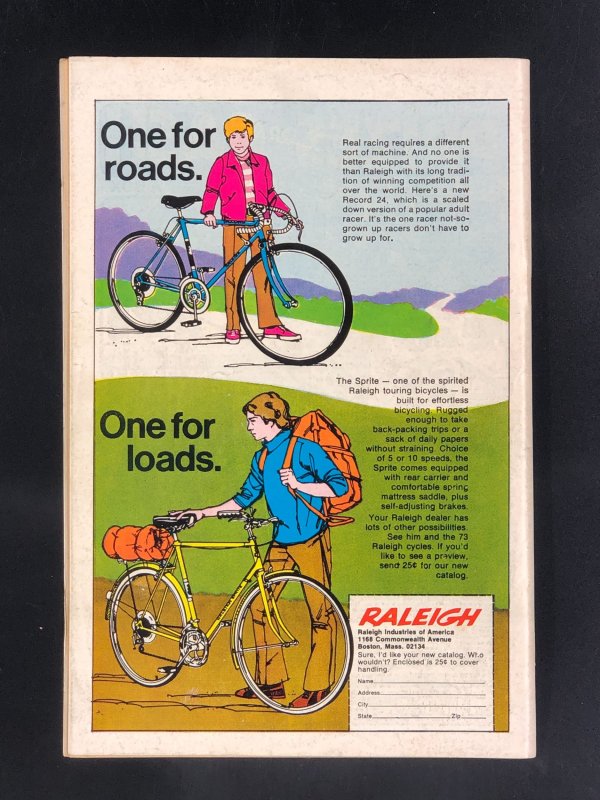 One for
roads.
Real racing requires a different
sort of machine. And no one is
better equipped to provide it
than Raleigh with its long tradi-
tion of winning competition all
over the world. Here's a new
Record 24, which is a scaled
down version of a popular adult
racer. It's the one racer not-so-
grown up racers don't have to
grow up for.
The Sprite — one of the spirited
Raleigh touring bicycles — is
built for effortless
bicycling. Rugged
enough to take
back-packing trips or a
sack of daily papers
without straining. Choice
of 5 or 10 speeds, the
Sprite comes equipped
with rear carrier and
comfortable spring
mattress saddle, plus
self-adjusting brakes.
Your Raleigh dealer has
lots of other possibilities.
See him and the 73
Raleigh cycles. If you'd
like to see a preview,
send 25¢ for our new
catalog.
One for
loads.
RALEIGH
Raleigh Industries of America
1168 Commonwealth Avenue
Boston, Mass. 02134
Sure, I'd like your new catalog. Who
wouldn't? Enclosed is 25¢ to cover
handling.
Name
Address
City
State Zip